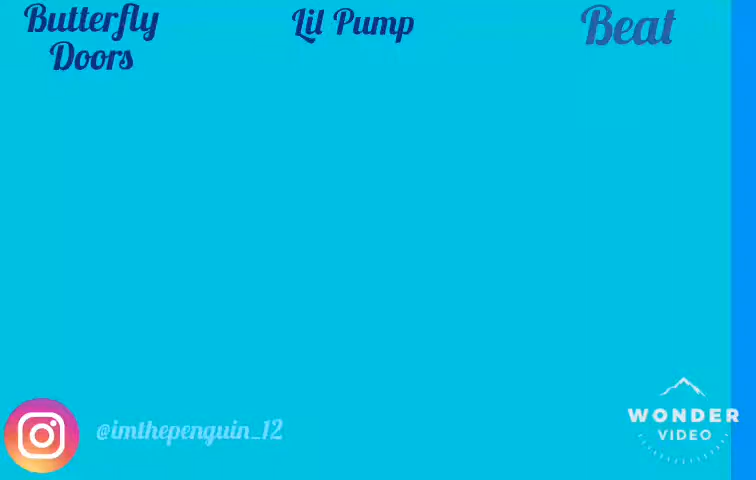 Butterfly
Doors
Lil Pump
Beat
@imthepenguin_12
WONDER
VIDEO